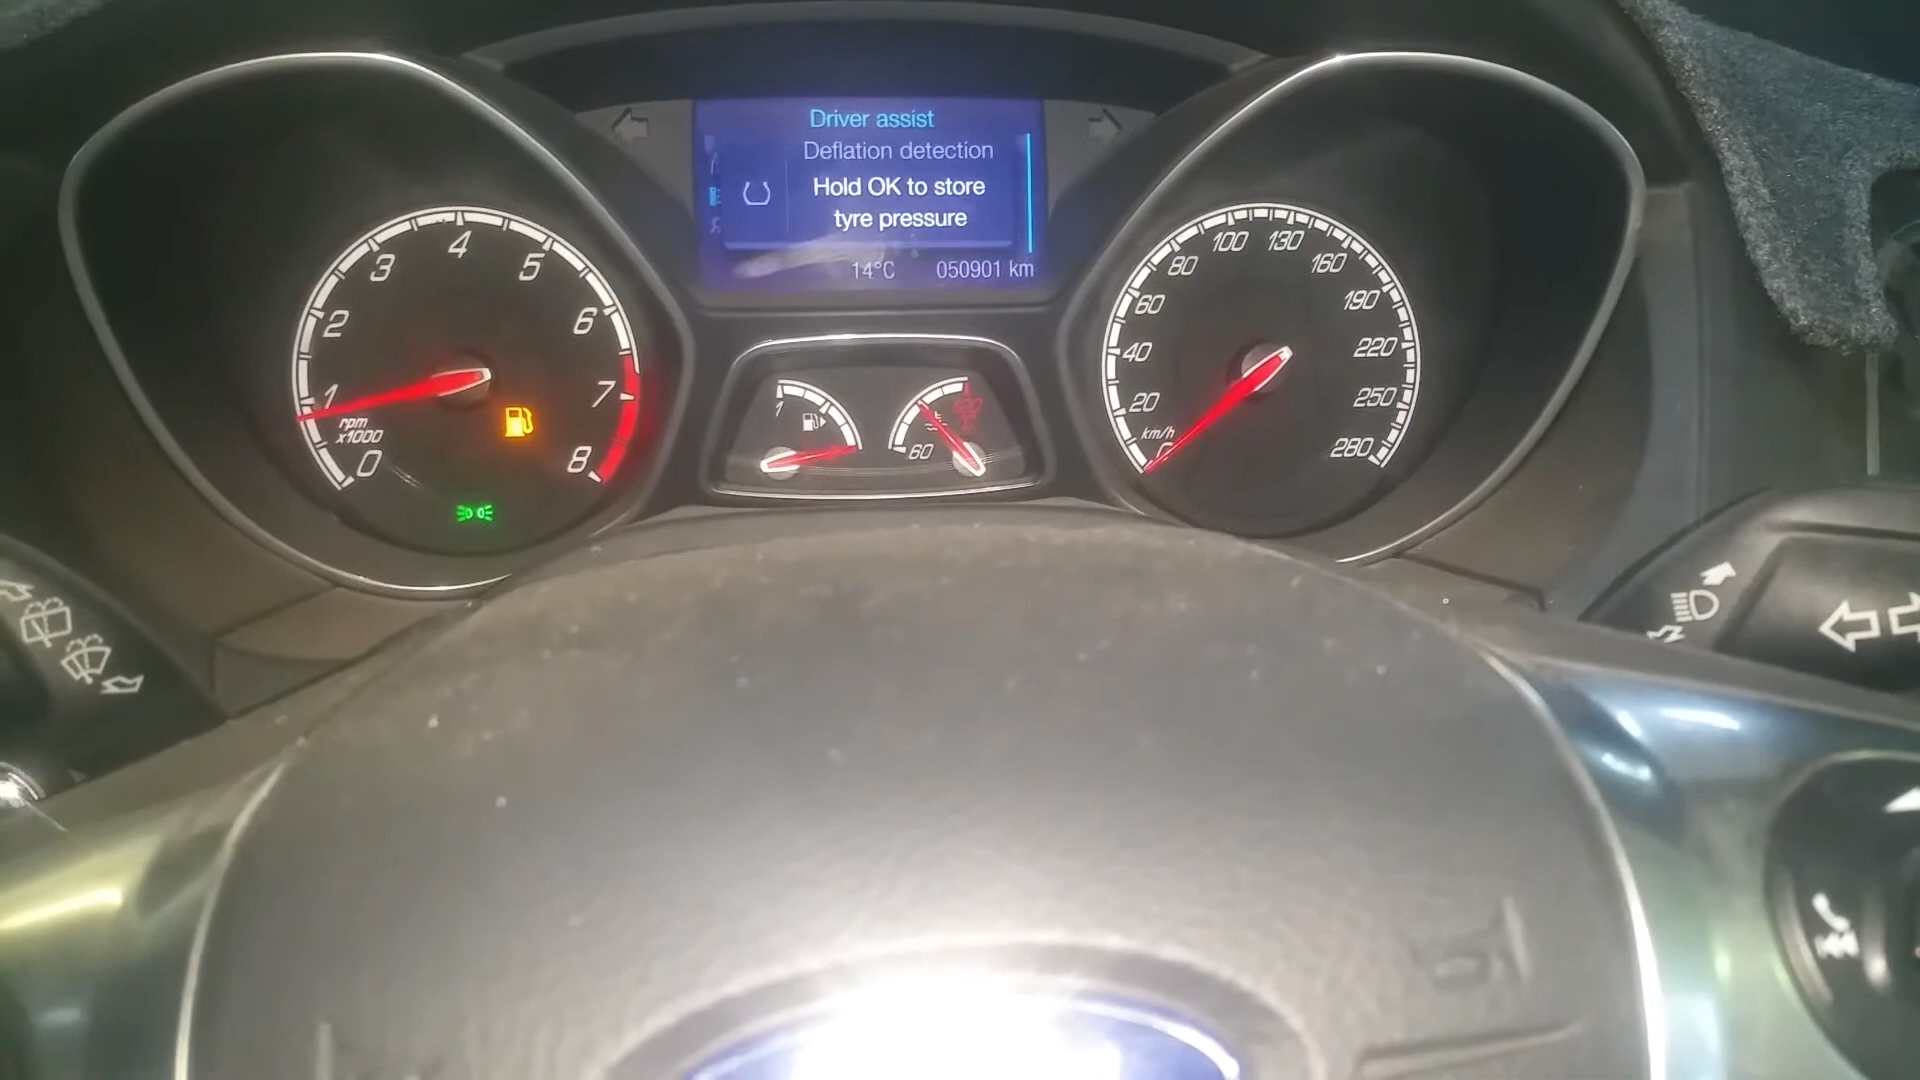 Driver assist
Deflation detection
Hold OK to store
tyre pressure
14°C 050901 km
0 1 2 3 4 5 6 7 8
rpm
x1000
1
60
20 40 60 80 100 130 160 190 220 250 280
km/h